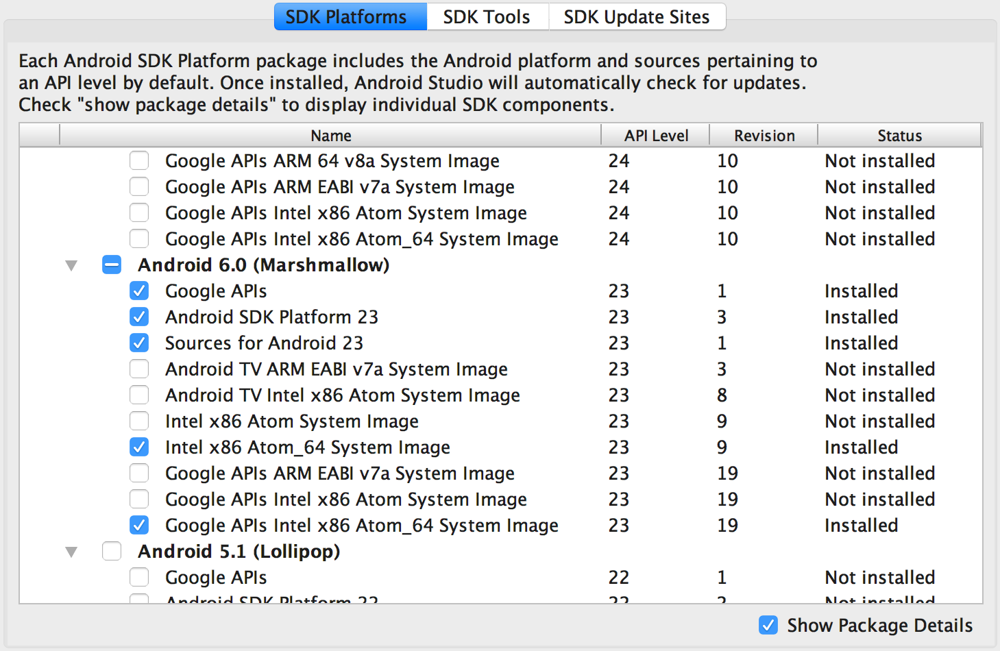 SDK Platforms SDK Tools SDK Update Sites
Each Android SDK Platform package includes the Android platform and sources pertaining to
an API level by default. Once installed, Android Studio will automatically check for updates.
Check "show package details" to display individual SDK components.
Name API Level Revision Status
Google APIs ARM 64 v8a System Image 24 10 Not installed
Google APIs ARM EABI v7a System Image 24 10 Not installed
Google APIs Intel x86 Atom System Image 24 10 Not installed
Google APIs Intel x86 Atom_64 System Image 24 10 Not installed
Android 6.0 (Marshmallow)
Google APIs 23 1 Installed
Android SDK Platform 23 23 3 Installed
Sources for Android 23 23 1 Installed
Android TV ARM EABI v7a System Image 23 3 Not installed
Android TV Intel x86 Atom System Image 23 8 Not installed
Intel x86 Atom System Image 23 9 Not installed
Intel x86 Atom_64 System Image 23 9 Installed
Google APIs ARM EABI v7a System Image 23 19 Not installed
Google APIs Intel x86 Atom System Image 23 19 Not installed
Google APIs Intel x86 Atom_64 System Image 23 19 Installed
Android 5.1 (Lollipop)
Google APIs 22 1 Not installed
Android SDK Platform 22 22 2 Not installed
Show Package Details